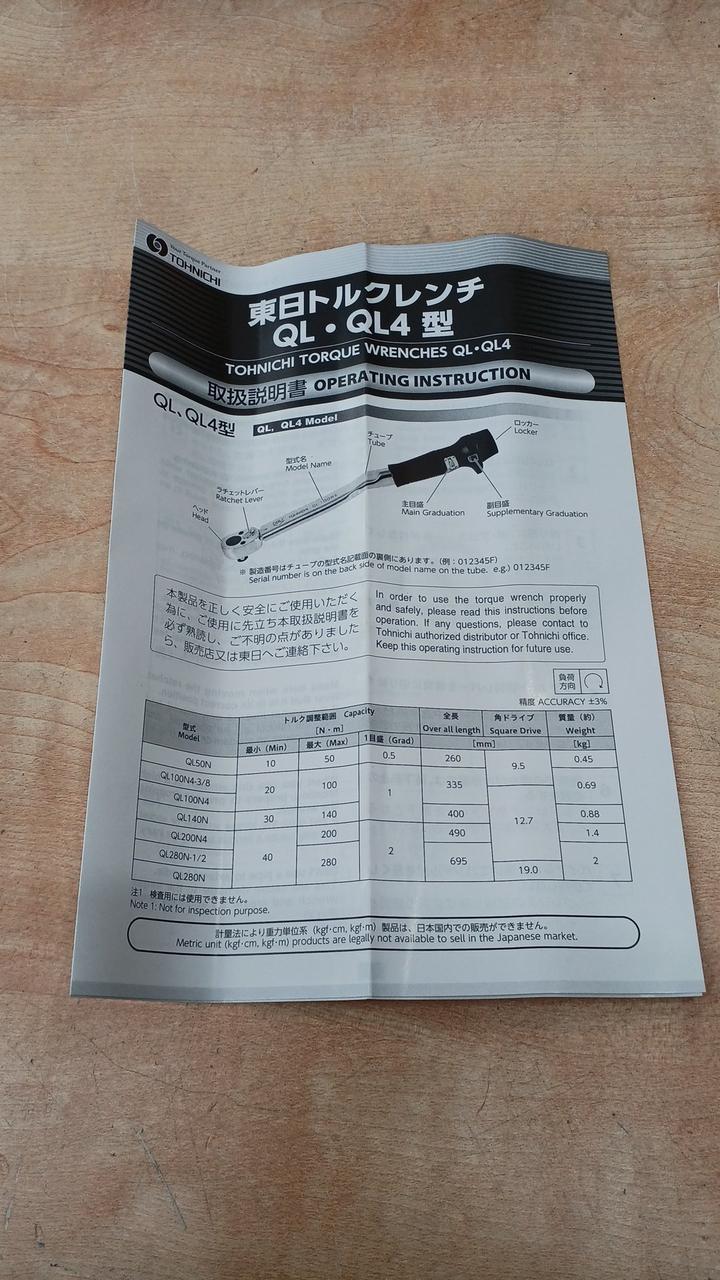 Your Torque Partner
TOHNICHI
東日トルクレンチ
QL・QL4 型
TOHNICHI TORQUE WRENCHES QL・QL4
取扱説明書 OPERATING INSTRUCTION
QL、QL4型 QL, QL4 Model
ロッカー
Locker
チューブ
Tube
型式名
Model Name
ラチェットレバー
Ratchet Lever
ヘッド
Head
主目盛
Main Graduation
副目盛
Supplementary Graduation
※ 製造番号はチューブの型式名記載面の裏側にあります。(例：012345F)
Serial number is on the back side of model name on the tube. e.g.) 012345F
本製品を正しく安全にご使用いただく
為に、ご使用に先立ち本取扱説明書を
必ず熟読し、ご不明の点がありました
ら、販売店又は東日へご連絡下さい。
In order to use the torque wrench properly
and safely, please read this instructions before
operation. If any questions, please contact to
Tohnichi authorized distributor or Tohnichi office.
Keep this operating instruction for future use.
負荷
方向
精度 ACCURACY ±3%
型式 トルク調整範囲 Capacity 全長 角ドライブ 質量（約）
Model [N・m] Over all length Square Drive Weight
最小 (Min) 最大 (Max) 1目盛 (Grad) [mm] [kg]
QL50N 10 50 0.5 260 9.5 0.45
QL100N4-3/8 20 100 1 335 0.69
QL100N4 12.7
QL140N 30 140 400 0.88
QL200N4 40 200 2 490 1.4
QL280N-1/2 280 695 2
QL280N 19.0
注1 検査用には使用できません。
Note 1: Not for inspection purpose.
計量法により重力単位系 (kgf・cm, kgf・m) 製品は、日本国内での販売ができません。
Metric unit (kgf・cm, kgf・m) products are legally not available to sell in the Japanese market.